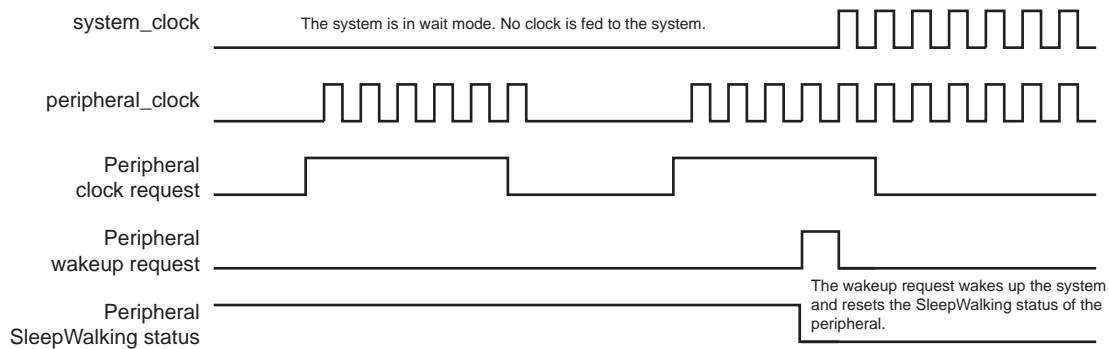 system_clock
The system is in wait mode. No clock is fed to the system.
peripheral_clock
Peripheral
clock request
Peripheral
wakeup request
The wakeup request wakes up the system
and resets the SleepWalking status of the
peripheral.
Peripheral
SleepWalking status